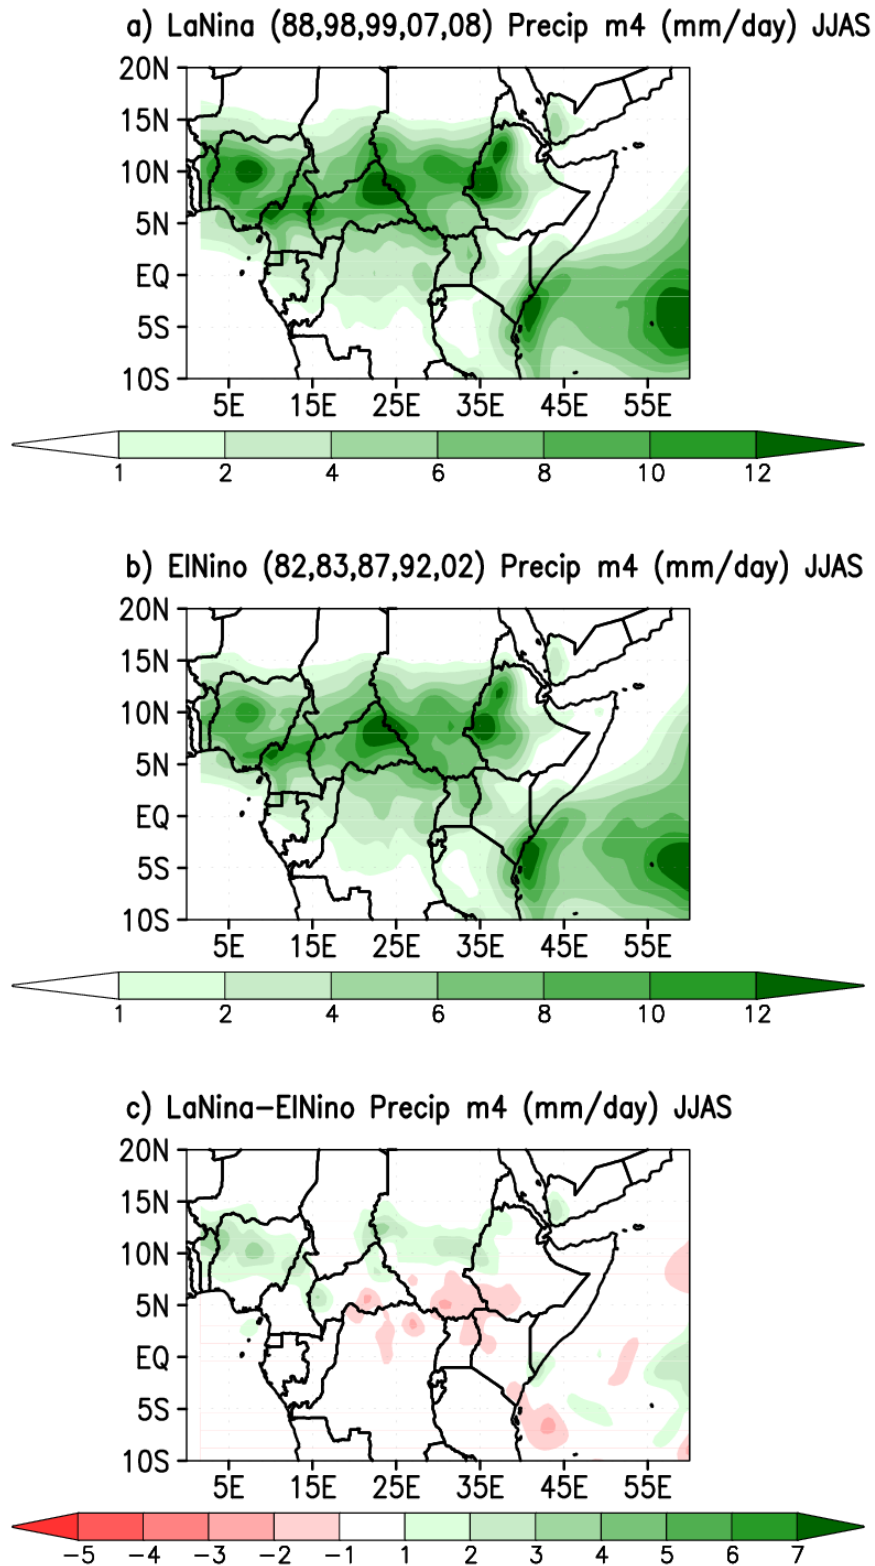 a) LaNina (88,98,99,07,08) Precip m4 (mm/day) JJAS
20N
15N
10N
5N
EQ
5S
10S
5E 15E 25E 35E 45E 55E
1 2 4 6 8 10 12
b) ElNino (82,83,87,92,02) Precip m4 (mm/day) JJAS
20N
15N
10N
5N
EQ
5S
10S
5E 15E 25E 35E 45E 55E
1 2 4 6 8 10 12
c) LaNina-ElNino Precip m4 (mm/day) JJAS
20N
15N
10N
5N
EQ
5S
10S
5E 15E 25E 35E 45E 55E
-5 -4 -3 -2 -1 1 2 3 4 5 6 7